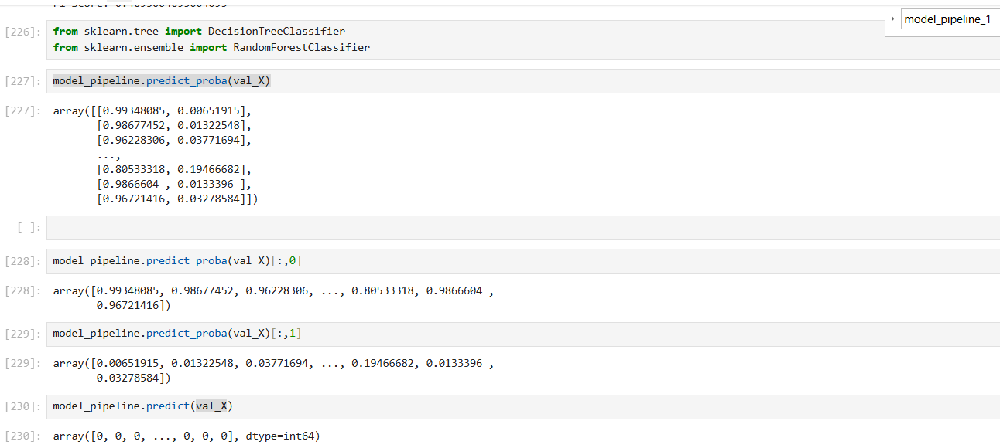 [226]: from sklearn.tree import DecisionTreeClassifier
from sklearn.ensemble import RandomForestClassifier
model_pipeline_1
[227]: model_pipeline.predict_proba(val_X)
[227]: array([[0.99348085, 0.00651915],
[0.98677452, 0.01322548],
[0.96228306, 0.03771694],
...,
[0.80533318, 0.19466682],
[0.9866604 , 0.0133396 ],
[0.96721416, 0.03278584]])
[ ]:
[228]: model_pipeline.predict_proba(val_X)[:,0]
[228]: array([0.99348085, 0.98677452, 0.96228306, ..., 0.80533318, 0.9866604 ,
0.96721416])
[229]: model_pipeline.predict_proba(val_X)[:,1]
[229]: array([0.00651915, 0.01322548, 0.03771694, ..., 0.19466682, 0.0133396 ,
0.03278584])
[230]: model_pipeline.predict(val_X)
[230]: array([0, 0, 0, ..., 0, 0, 0], dtype=int64)